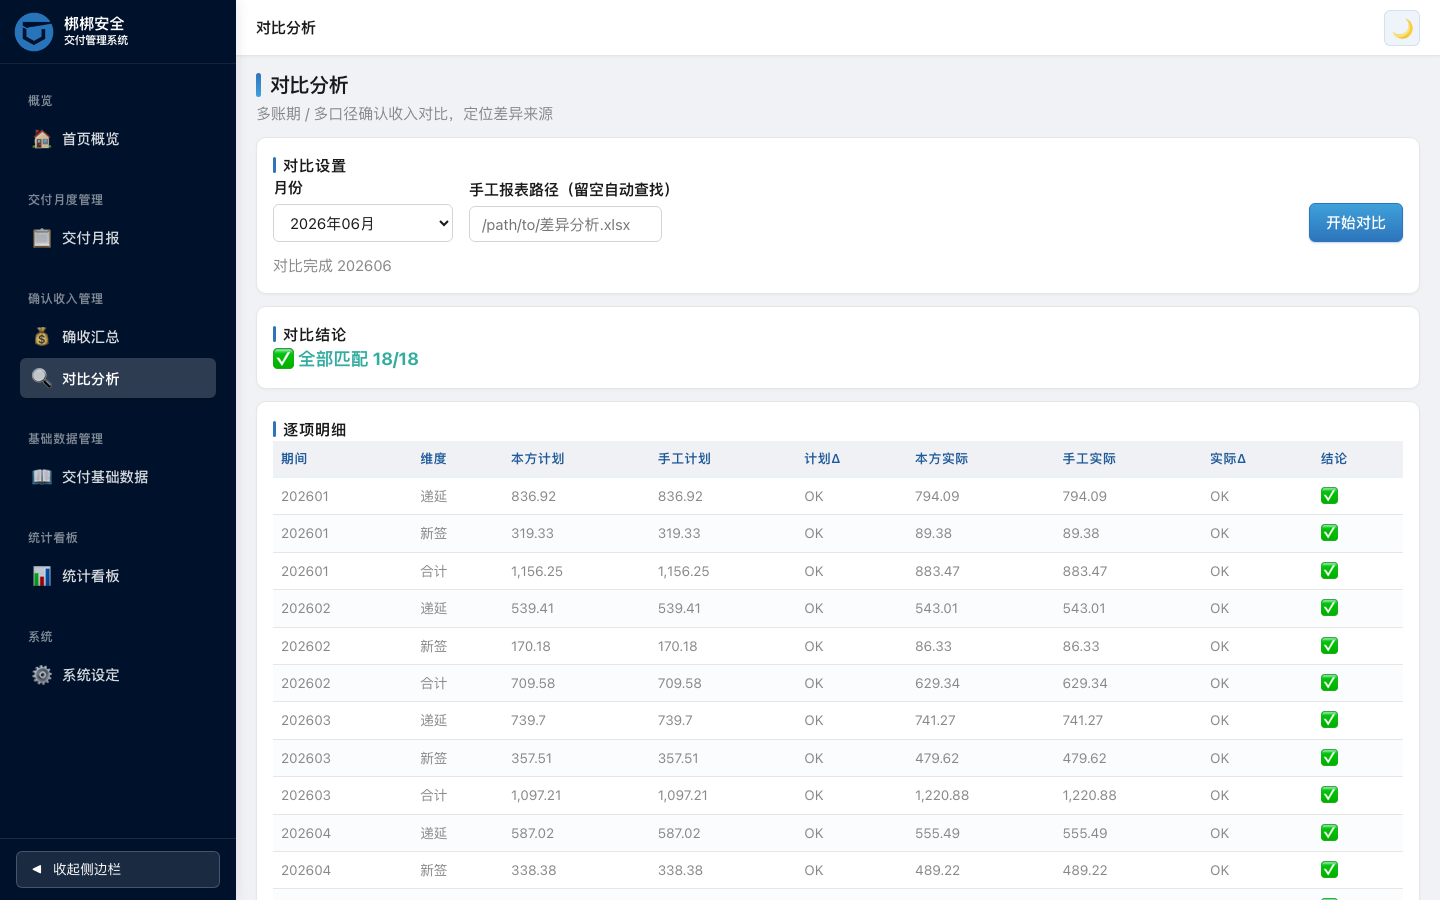 梆梆安全
交付管理系统
概览
首页概览
交付月度管理
交付月报
确认收入管理
确收汇总
对比分析
基础数据管理
交付基础数据
统计看板
统计看板
系统
系统设定
◀ 收起侧边栏
对比分析
对比分析
多账期 / 多口径确认收入对比，定位差异来源
对比设置
月份
手工报表路径（留空自动查找）
2026年06月
/path/to/差异分析.xlsx
开始对比
对比完成 202606
对比结论
全部匹配 18/18
逐项明细
期间 维度 本方计划 手工计划 计划Δ 本方实际 手工实际 实际Δ 结论
202601 递延 836.92 836.92 OK 794.09 794.09 OK
202601 新签 319.33 319.33 OK 89.38 89.38 OK
202601 合计 1,156.25 1,156.25 OK 883.47 883.47 OK
202602 递延 539.41 539.41 OK 543.01 543.01 OK
202602 新签 170.18 170.18 OK 86.33 86.33 OK
202602 合计 709.58 709.58 OK 629.34 629.34 OK
202603 递延 739.7 739.7 OK 741.27 741.27 OK
202603 新签 357.51 357.51 OK 479.62 479.62 OK
202603 合计 1,097.21 1,097.21 OK 1,220.88 1,220.88 OK
202604 递延 587.02 587.02 OK 555.49 555.49 OK
202604 新签 338.38 338.38 OK 489.22 489.22 OK